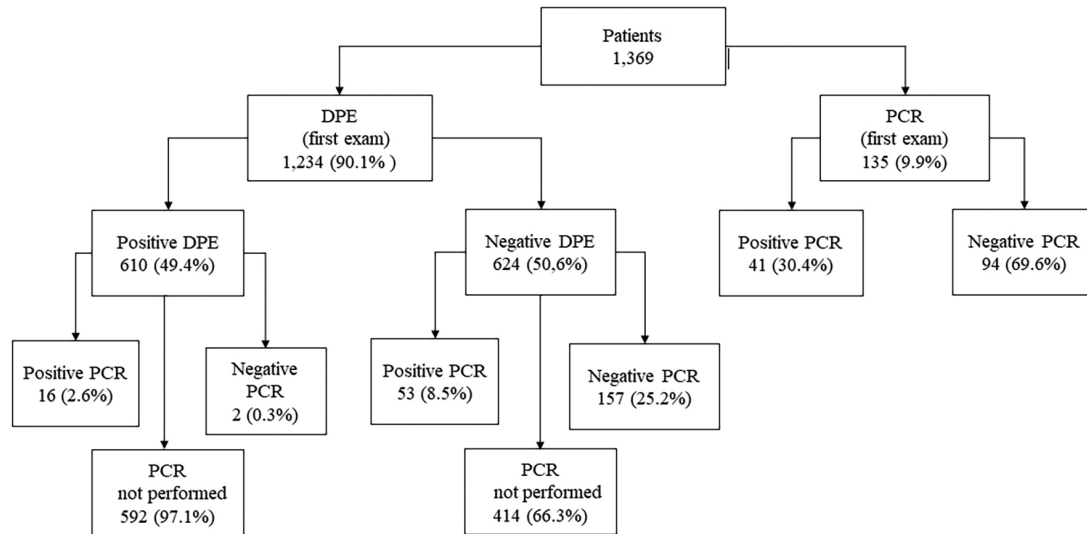 Patients
1,369
DPE
(first exam)
1,234 (90.1% )
PCR
(first exam)
135 (9.9%)
Positive DPE
610 (49.4%)
Negative DPE
624 (50,6%)
Positive PCR
41 (30.4%)
Negative PCR
94 (69.6%)
Positive PCR
16 (2.6%)
Negative
PCR
2 (0.3%)
Positive PCR
53 (8.5%)
Negative PCR
157 (25.2%)
PCR
not performed
592 (97.1%)
PCR
not performed
414 (66.3%)